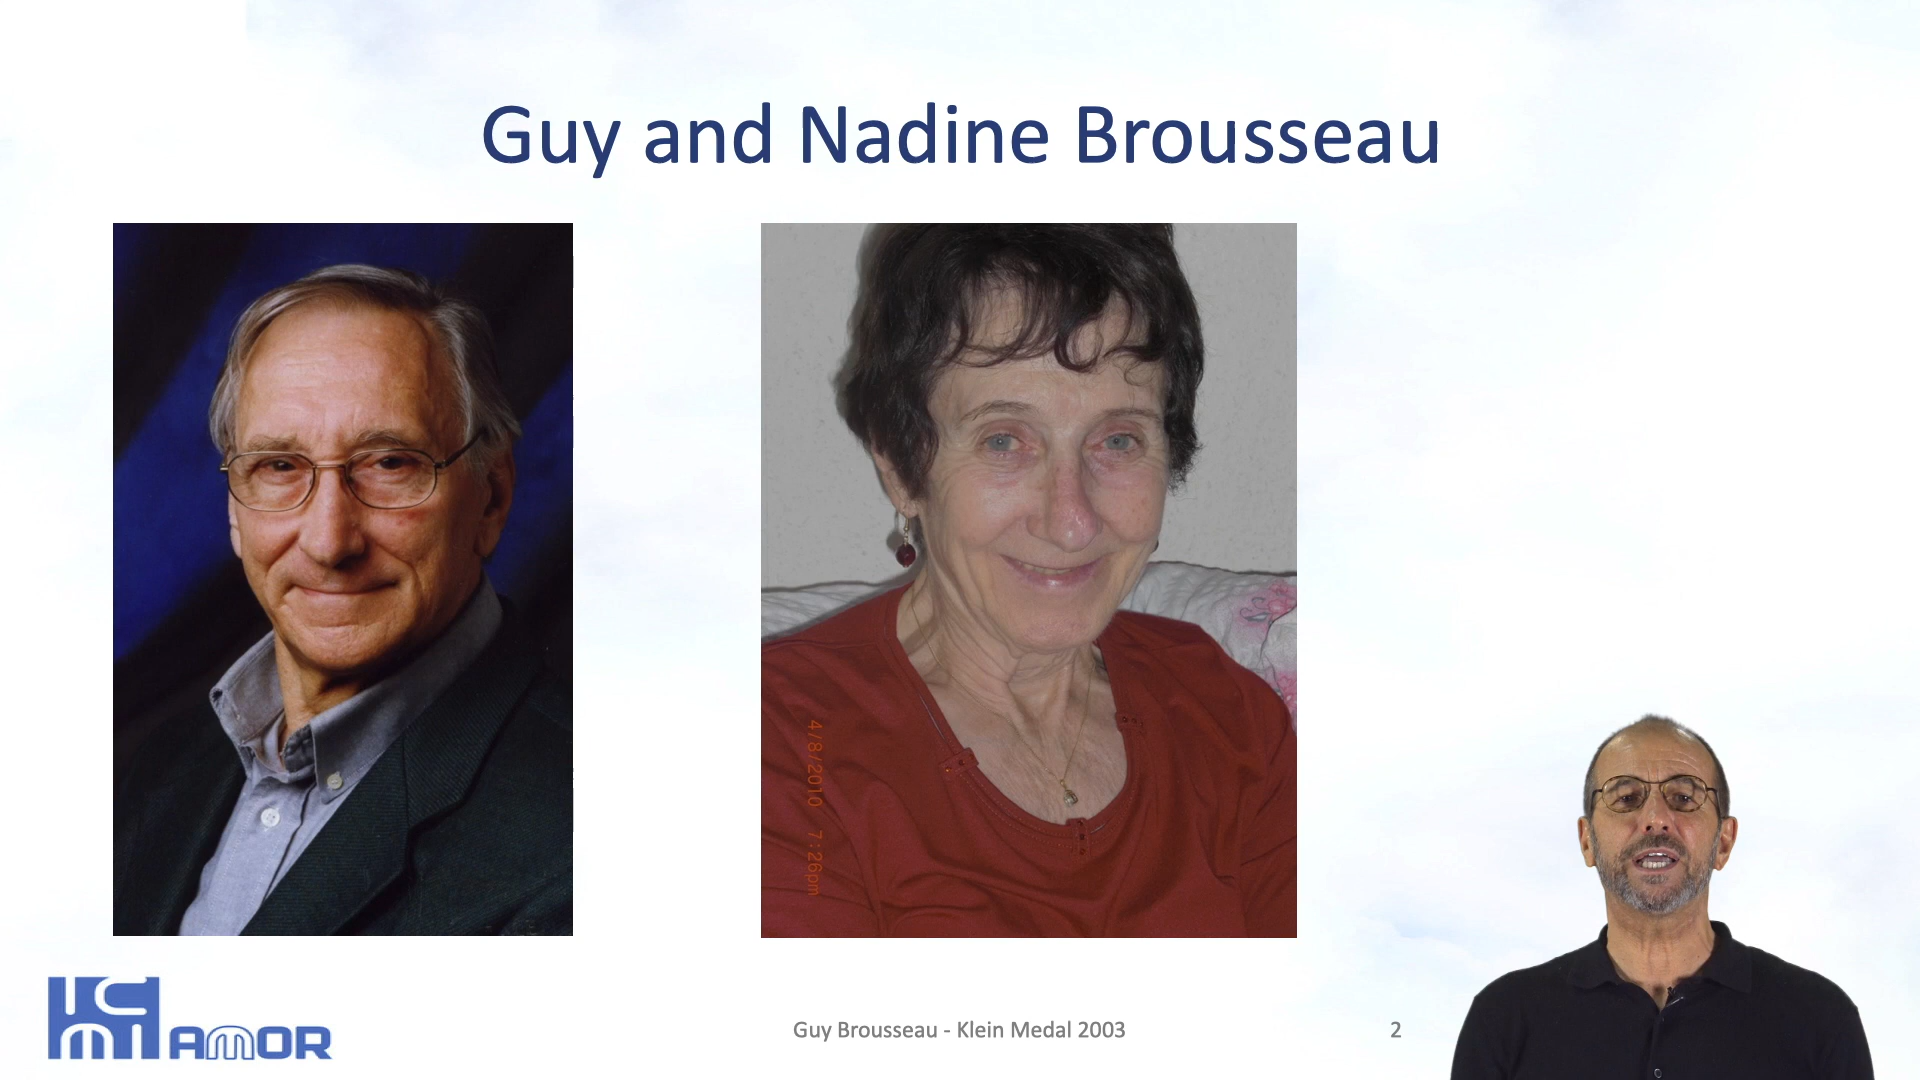 Guy and Nadine Brousseau
4/8/2010 7:26pm
ICMI AMOR
Guy Brousseau - Klein Medal 2003
2